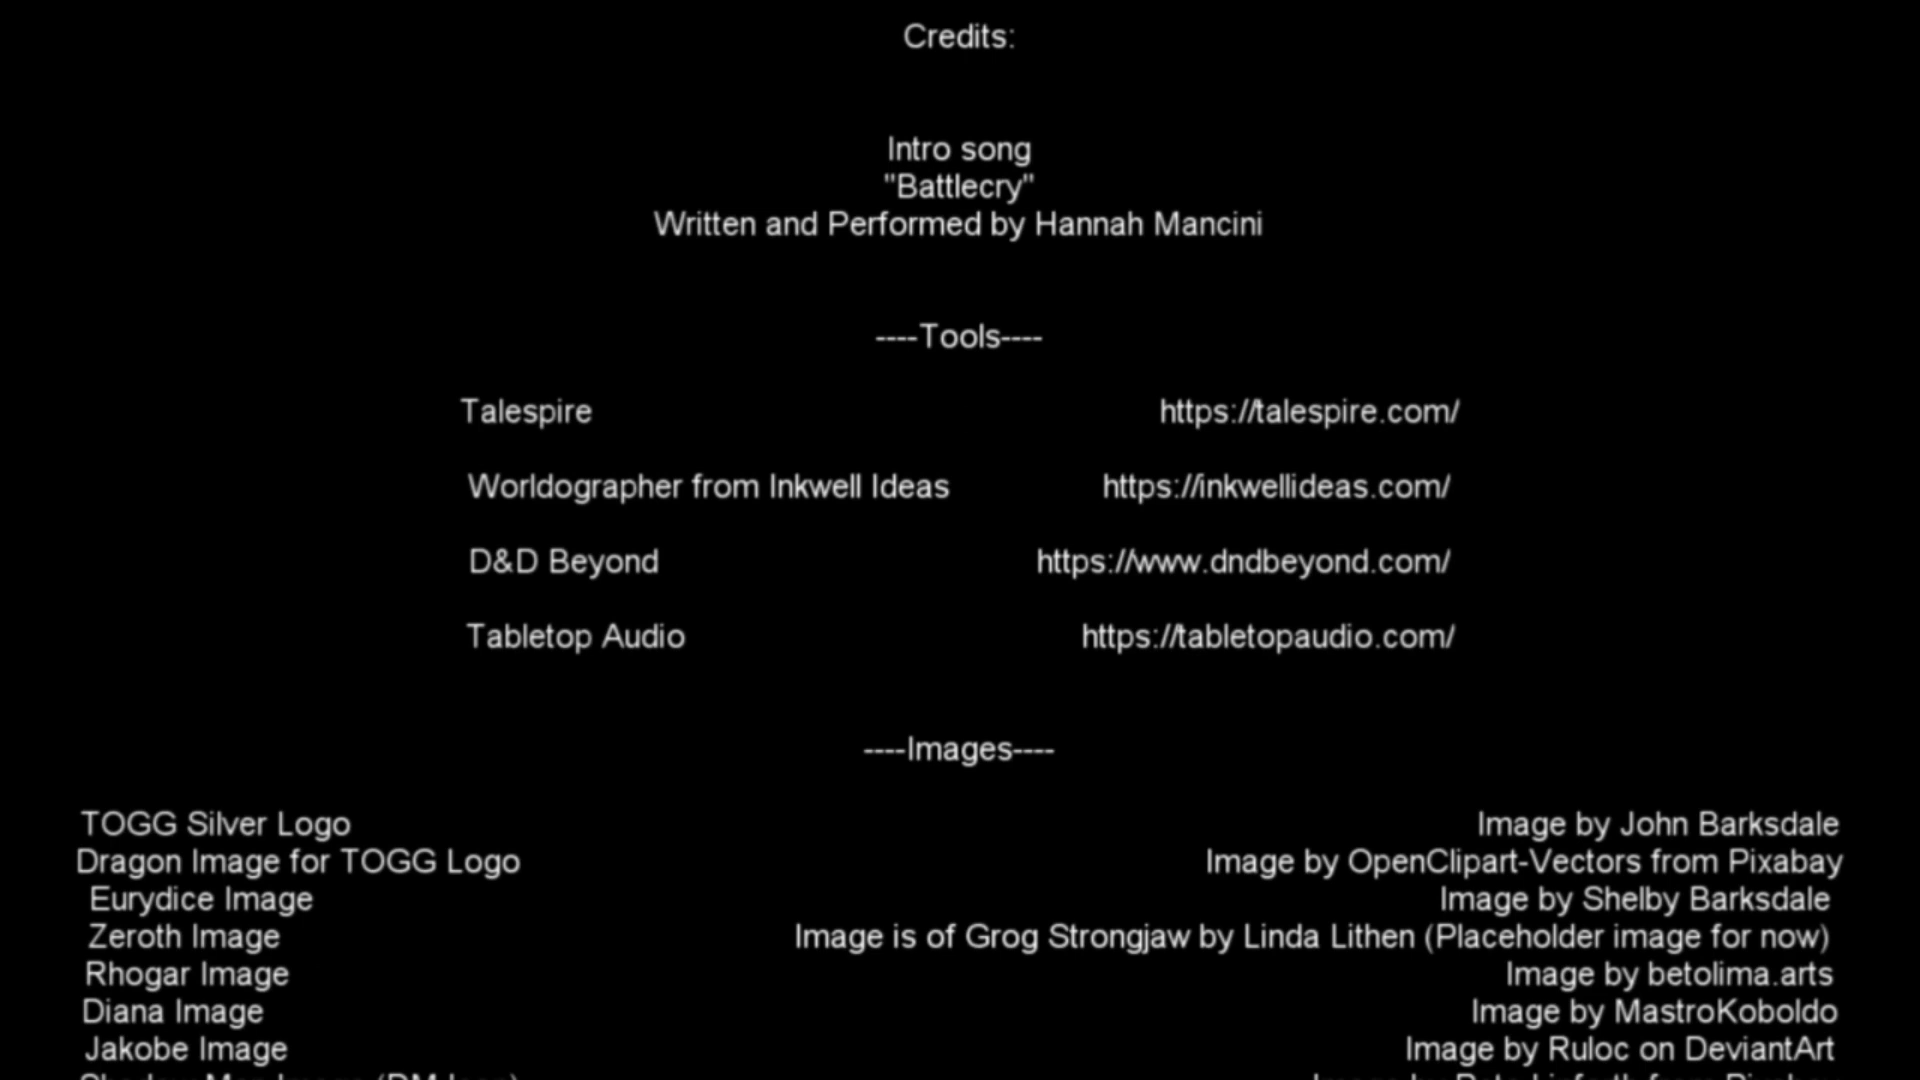 Credits:
Intro song
"Battlecry"
Written and Performed by Hannah Mancini
----Tools----
Talespire https://talespire.com/
Worldographer from Inkwell Ideas https://inkwellideas.com/
D&D Beyond https://www.dndbeyond.com/
Tabletop Audio https://tabletopaudio.com/
----Images----
TOGG Silver Logo Image by John Barksdale
Dragon Image for TOGG Logo Image by OpenClipart-Vectors from Pixabay
Eurydice Image Image by Shelby Barksdale
Zeroth Image Image is of Grog Strongjaw by Linda Lithen (Placeholder image for now)
Rhogar Image Image by betolima.arts
Diana Image Image by MastroKoboldo
Jakobe Image Image by Ruloc on DeviantArt